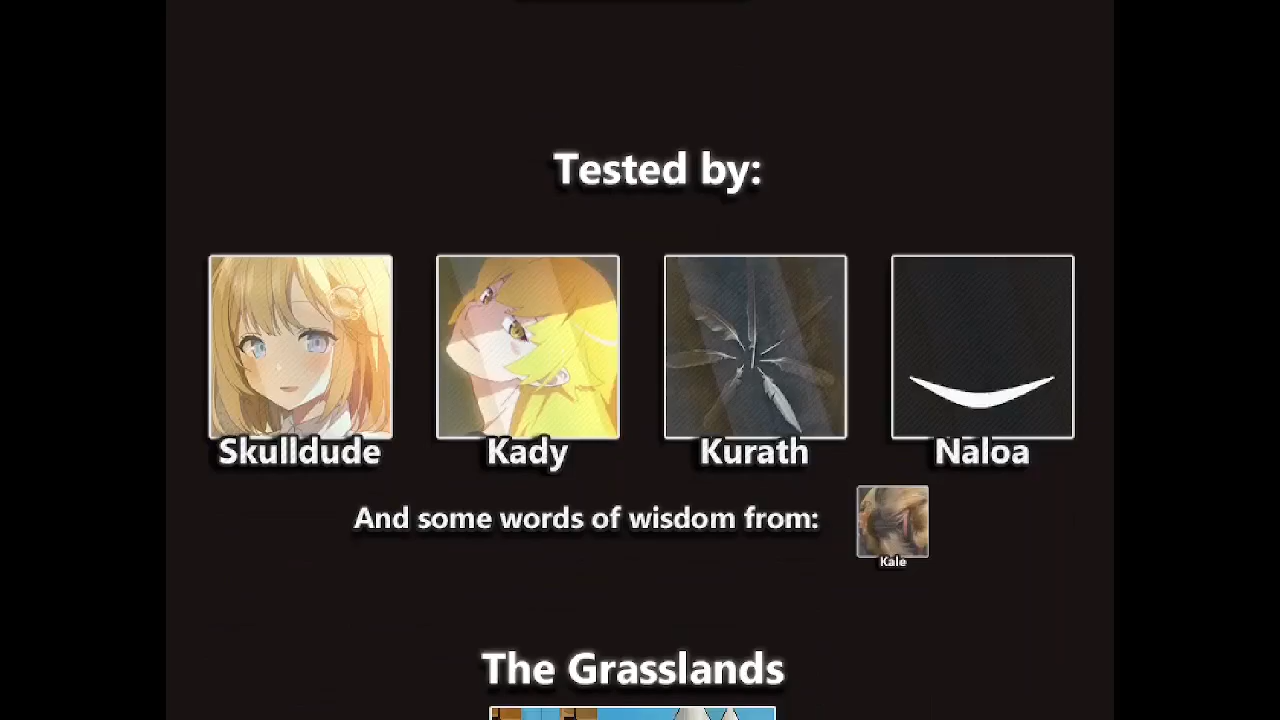 Tested by:
Skulldude Kady Kurath Naloa
And some words of wisdom from:
Kale
The Grasslands